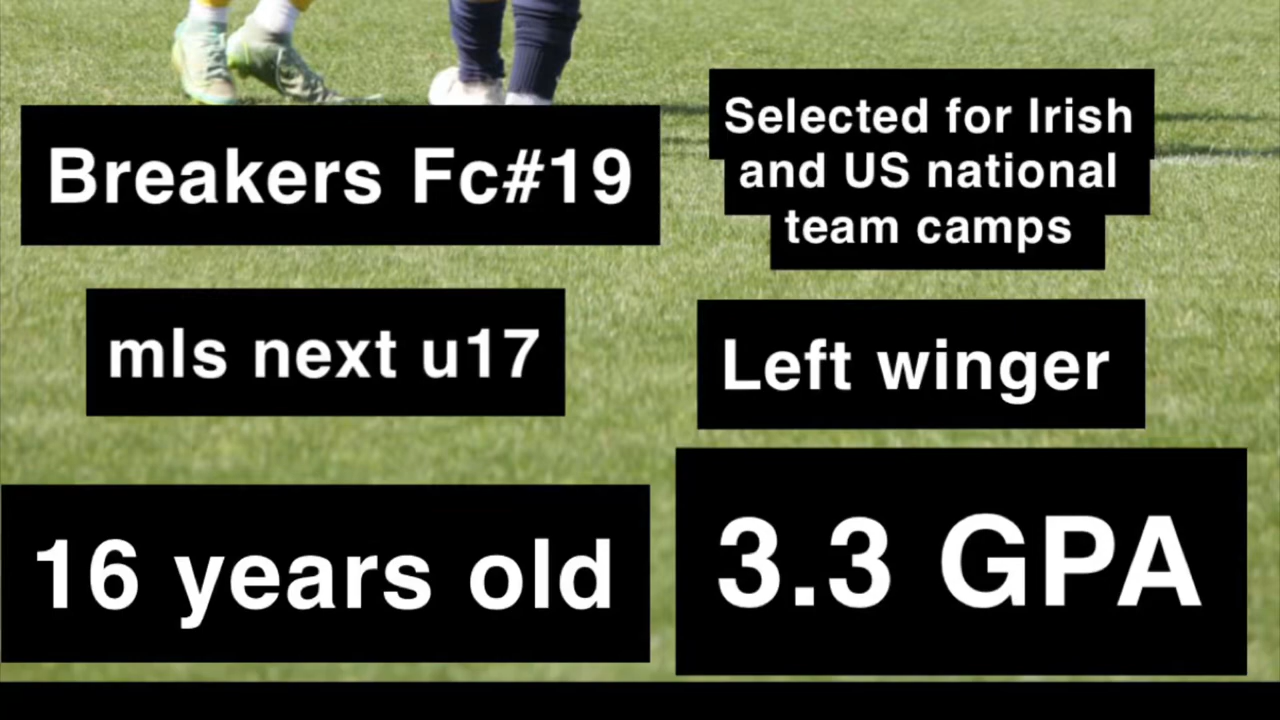 Breakers Fc#19
Selected for Irish
and US national
team camps
mls next u17
Left winger
16 years old
3.3 GPA